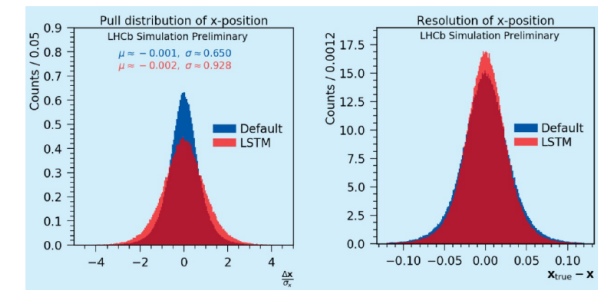 Pull distribution of x-position
LHCb Simulation Preliminary
μ ≈ −0.001, σ ≈ 0.650
μ ≈ −0.002, σ ≈ 0.928
Counts / 0.05
0.9
0.8
0.7
0.6
0.5
0.4
0.3
0.2
0.1
0.0
Default
LSTM
−4 −2 0 2 4
Δx
σₓ
Resolution of x-position
LHCb Simulation Preliminary
Counts / 0.0012
17.5
15.0
12.5
10.0
7.5
5.0
2.5
0.0
Default
LSTM
−0.10 −0.05 0.00 0.05 0.10
x_true − x